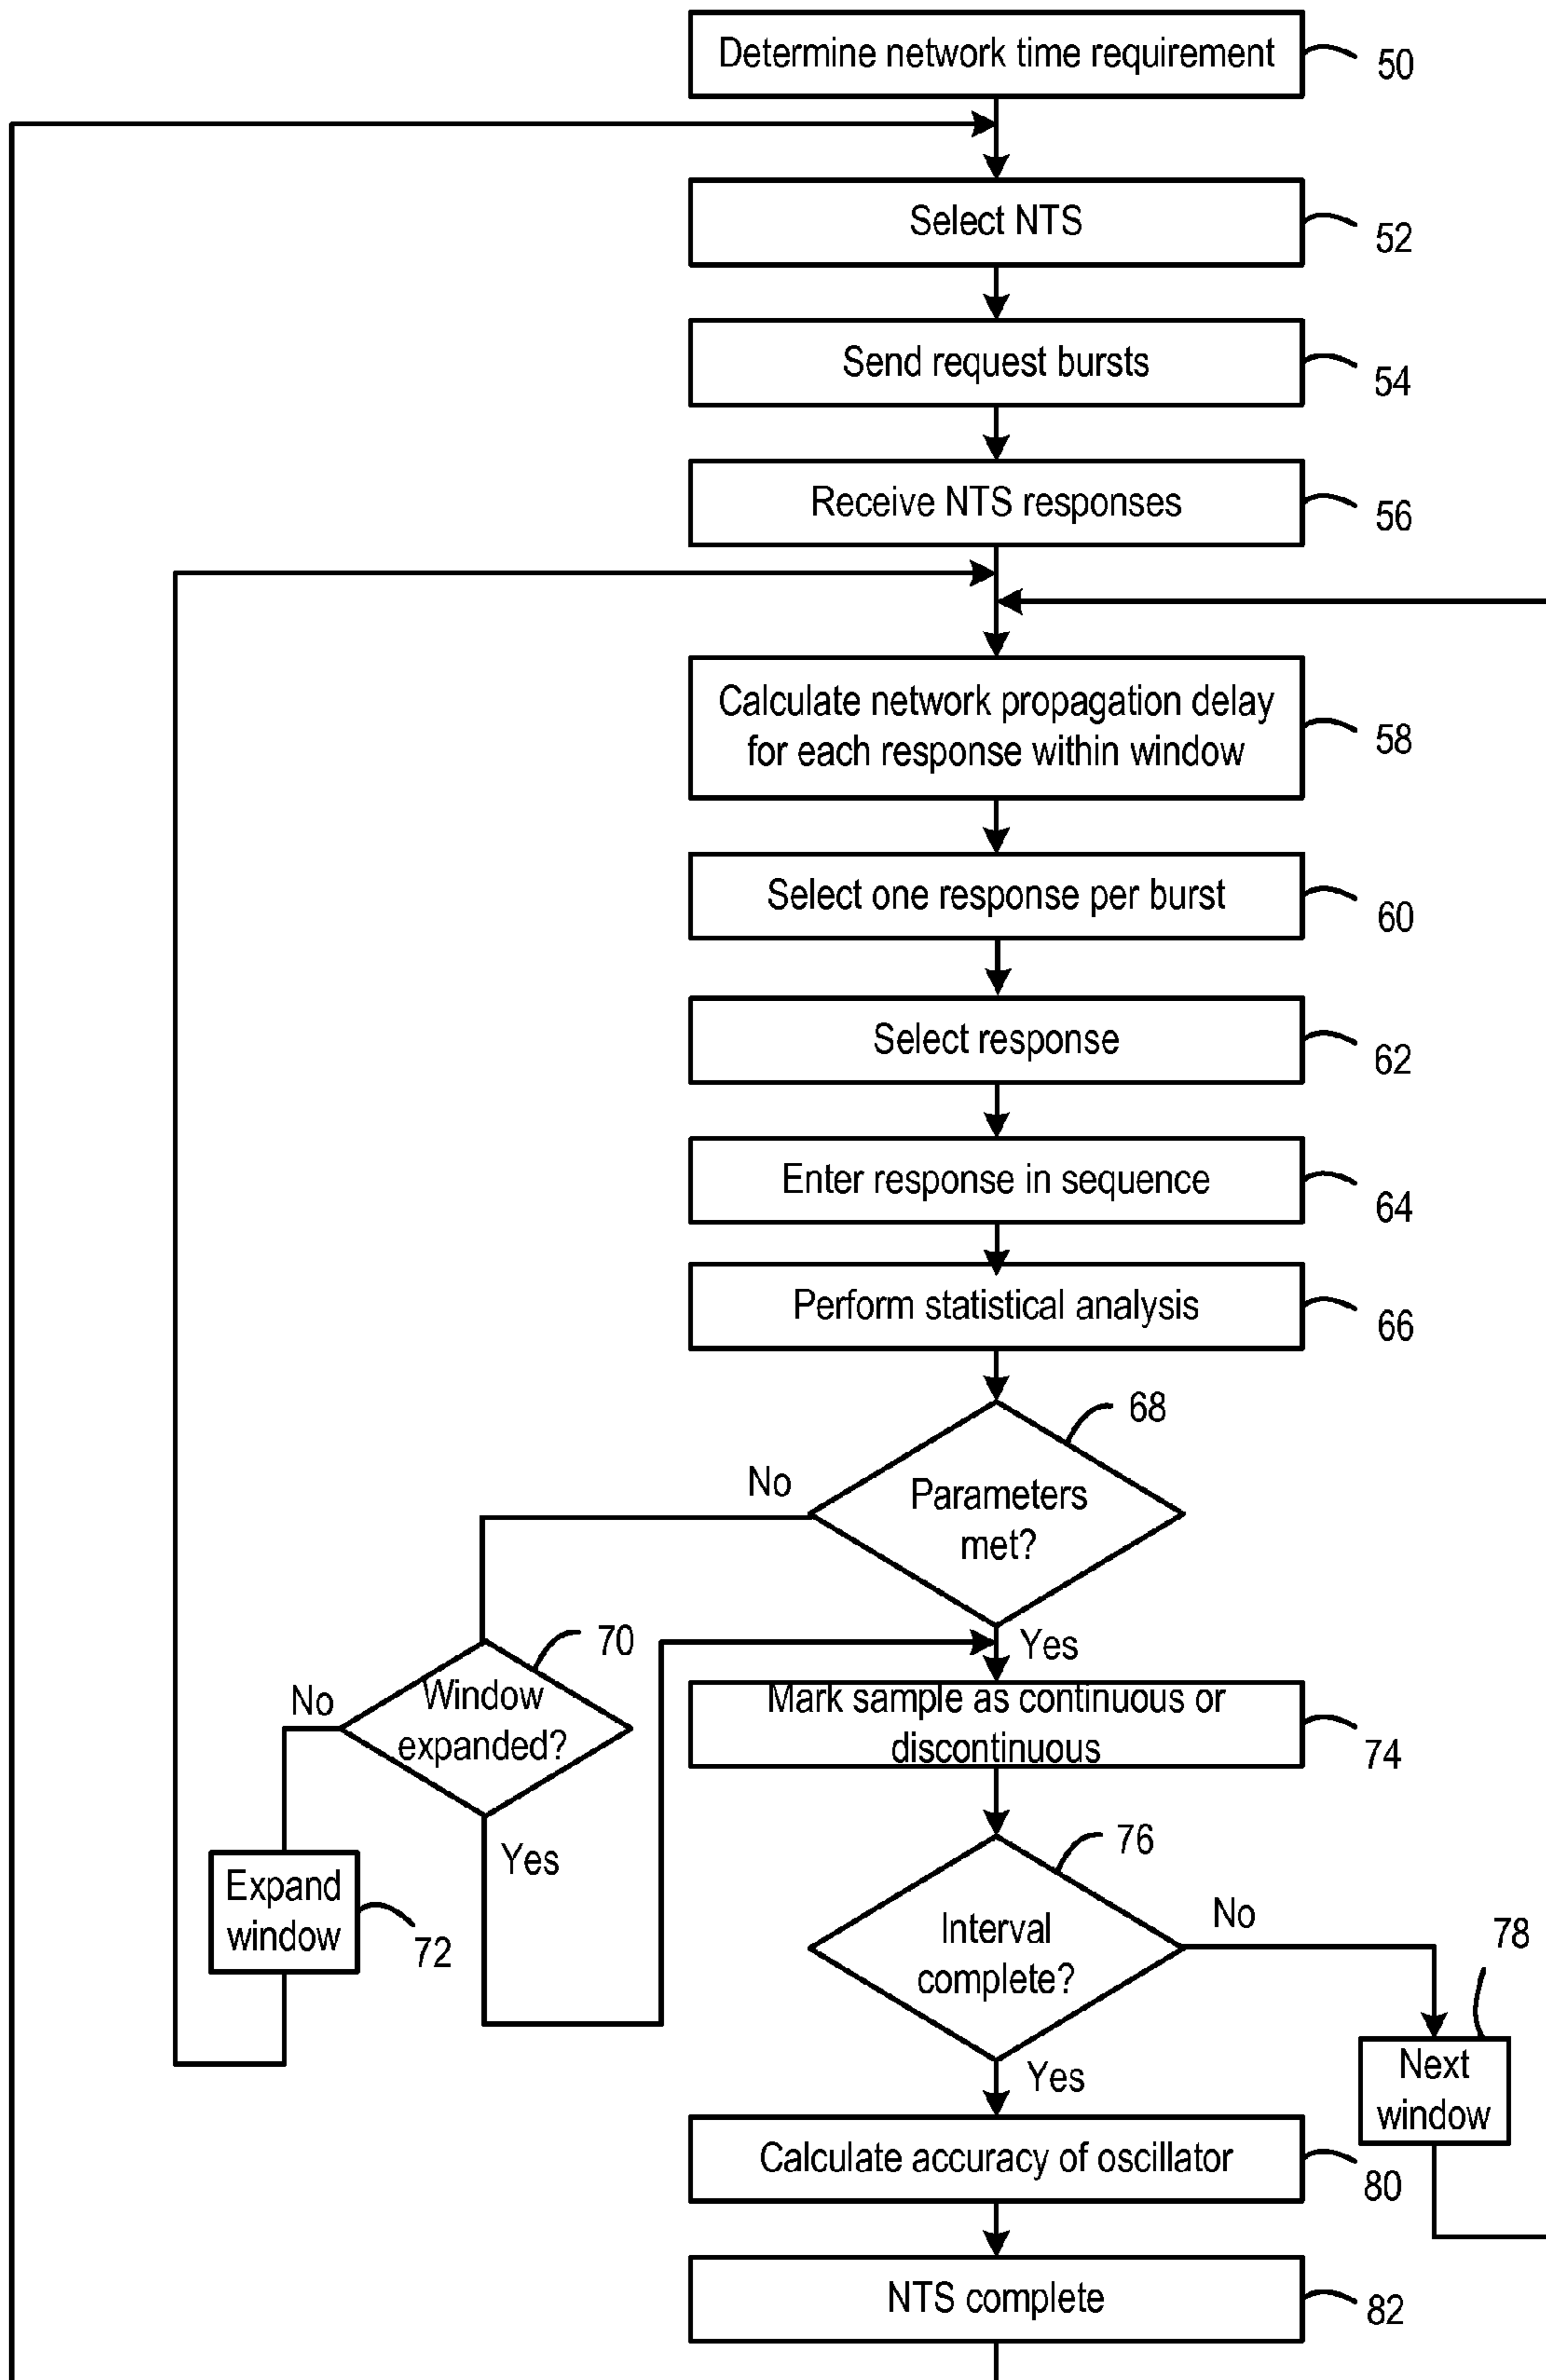 Determine network time requirement
50
Select NTS
52
Send request bursts
54
Receive NTS responses
56
Calculate network propagation delay
for each response within window
58
Select one response per burst
60
Select response
62
Enter response in sequence
64
Perform statistical analysis
66
68
No
Parameters
met?
70
Yes
No
Window
expanded?
Mark sample as continuous or
discontinuous
74
76
Yes
Expand
window
72
No
Interval
complete?
78
Yes
Next
window
Calculate accuracy of oscillator
80
NTS complete
82